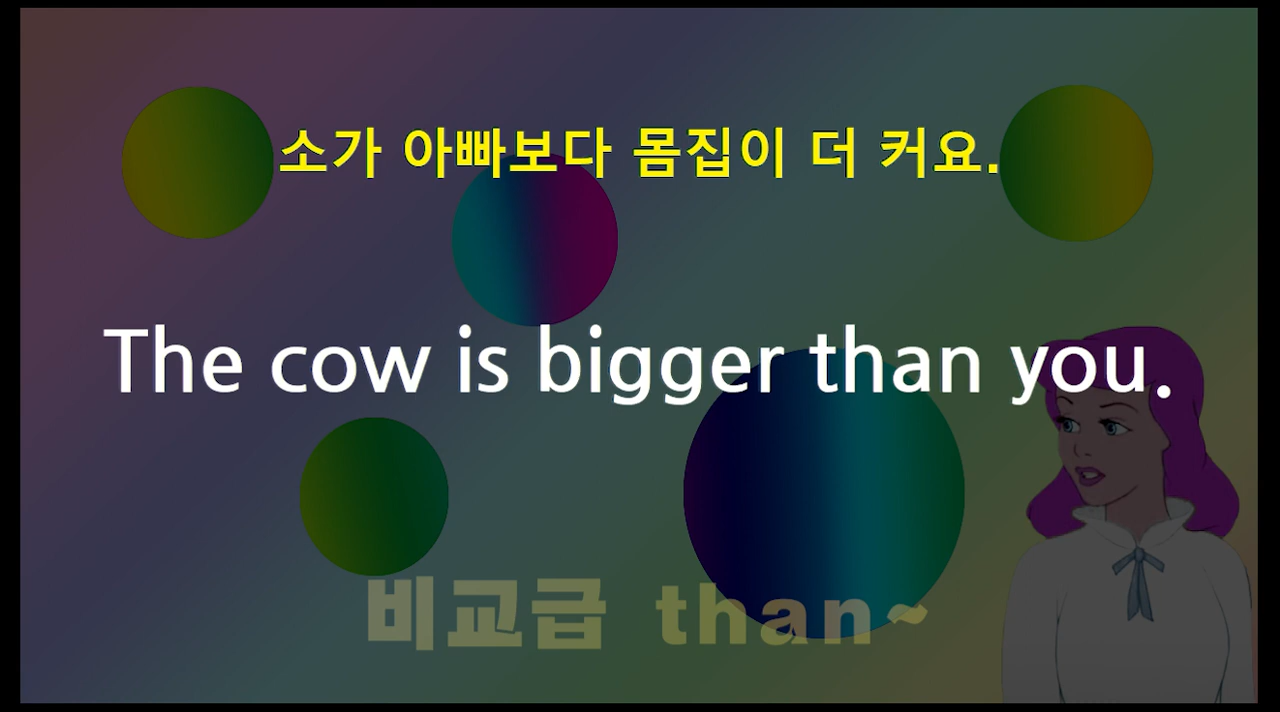 소가 아빠보다 몸집이 더 커요.
The cow is bigger than you.
비교급 than~